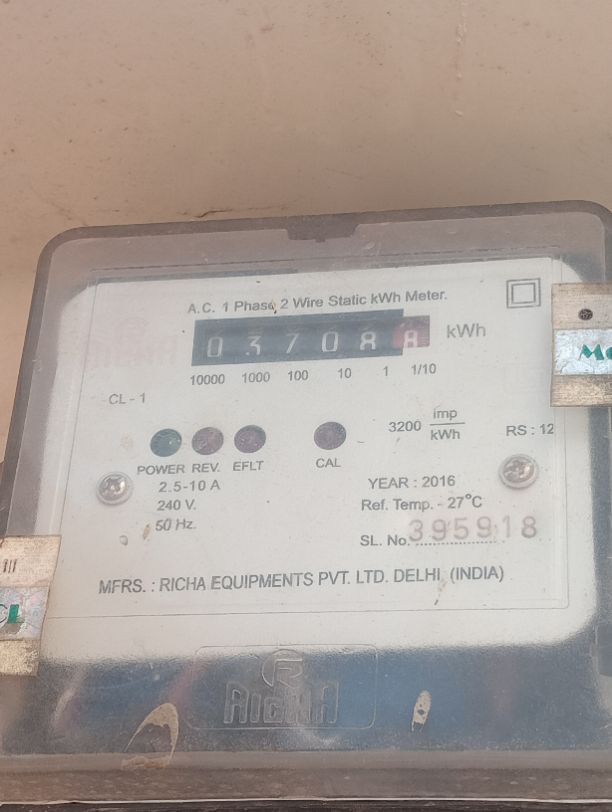 A.C. 1 Phase 2 Wire Static kWh Meter.
0 3 7 0 8 8 kWh
10000 1000 100 10 1 1/10
CL - 1
3200 imp/kWh
RS : 12
POWER REV. EFLT CAL
2.5-10 A
240 V.
50 Hz.
YEAR : 2016
Ref. Temp. - 27°C
SL. No. 395918
MFRS. : RICHA EQUIPMENTS PVT. LTD. DELHI. (INDIA)
RICHA